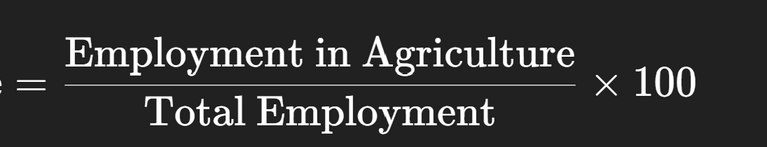 e = Employment in Agriculture / Total Employment × 100